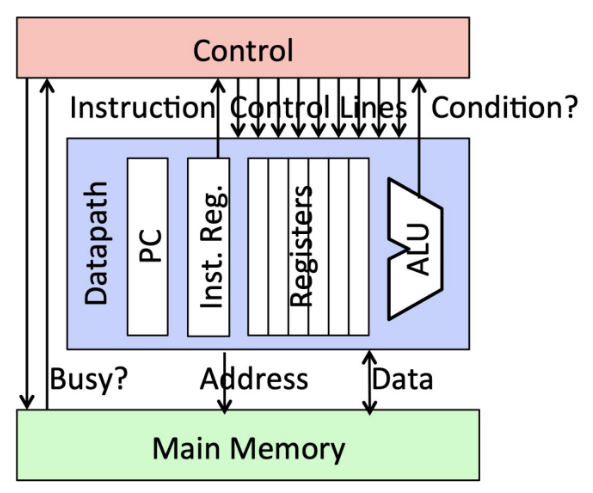 Control
Instruction Control Lines Condition?
Datapath
PC
Inst. Reg.
Registers
ALU
Busy? Address Data
Main Memory